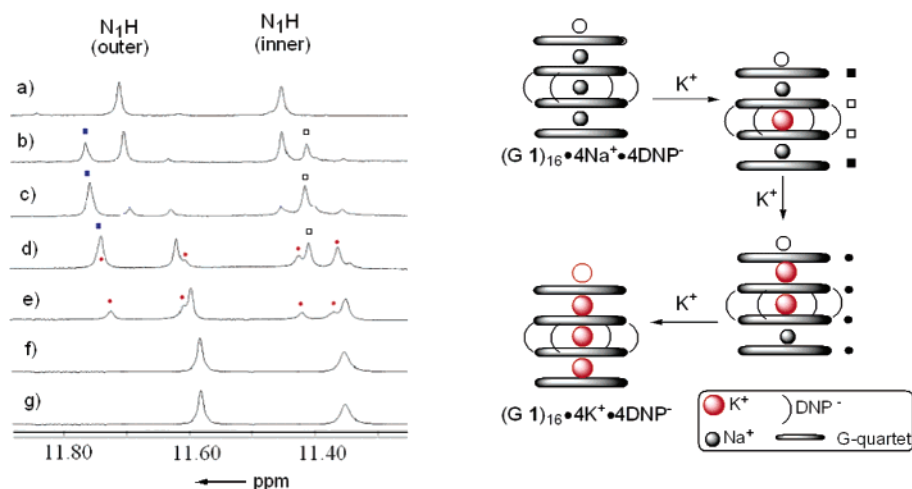 N₁H N₁H
(outer) (inner)
a)
b)
c)
d)
e)
f)
g)
11.80 11.60 11.40
ppm
K⁺
(G 1)₁₆•4Na⁺•4DNP⁻
K⁺
K⁺
(G 1)₁₆•4K⁺•4DNP⁻
K⁺ DNP⁻
Na⁺ G-quartet